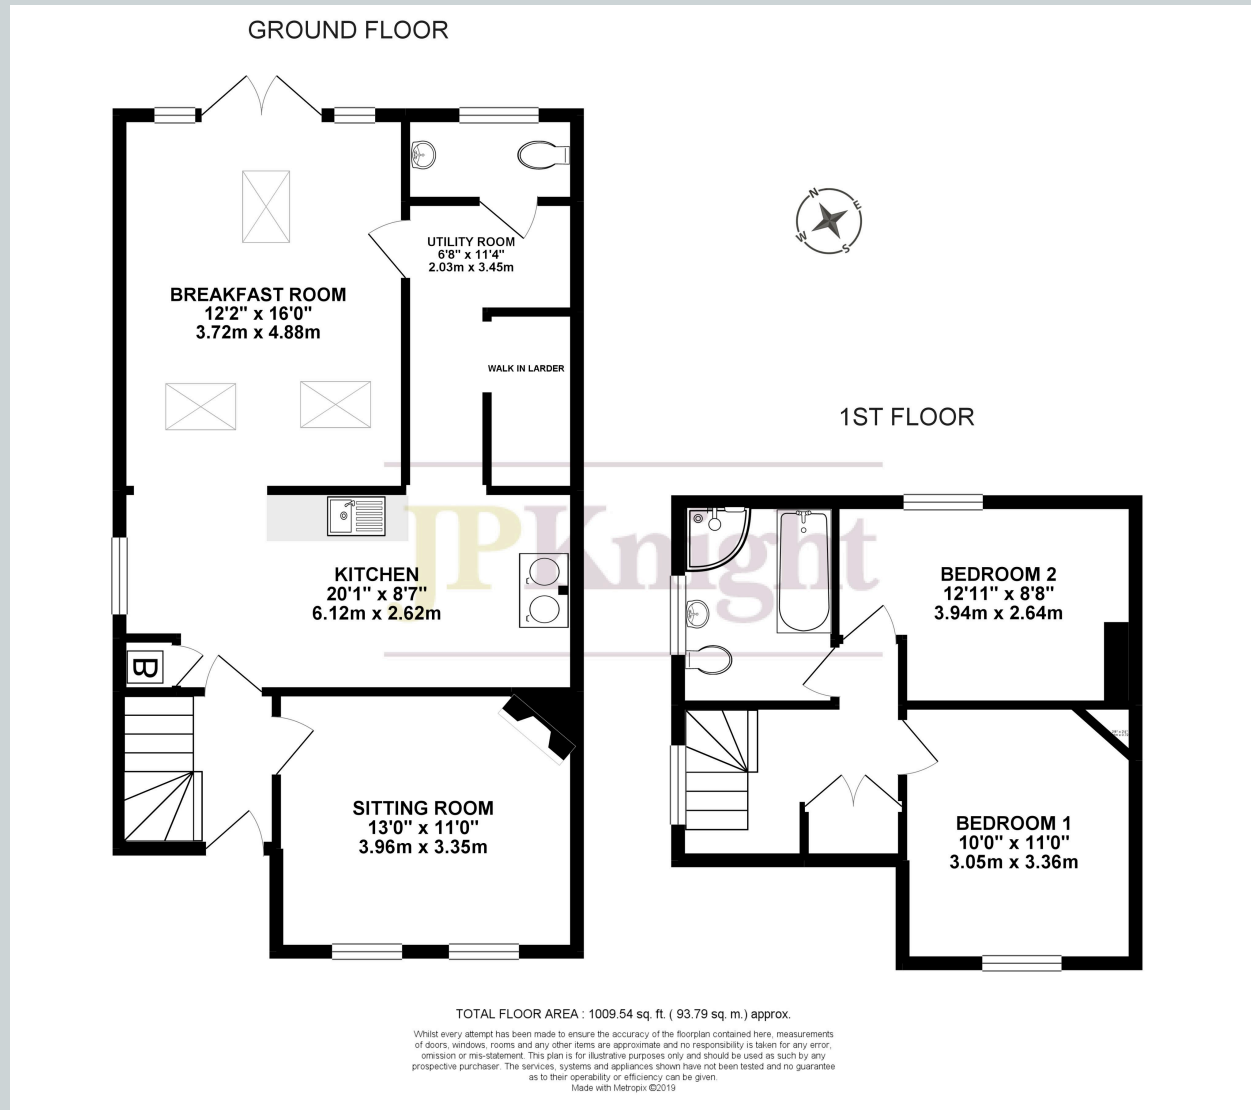 GROUND FLOOR
N
E
W
S
UTILITY ROOM
6'8" x 11'4"
2.03m x 3.45m
BREAKFAST ROOM
12'2" x 16'0"
3.72m x 4.88m
WALK IN LARDER
1ST FLOOR
JPKnight
KITCHEN
20'1" x 8'7"
6.12m x 2.62m
BEDROOM 2
12'11" x 8'8"
3.94m x 2.64m
B
SITTING ROOM
13'0" x 11'0"
3.96m x 3.35m
BEDROOM 1
10'0" x 11'0"
3.05m x 3.36m
TOTAL FLOOR AREA : 1009.54 sq. ft. ( 93.79 sq. m.) approx.
Whilst every attempt has been made to ensure the accuracy of the floorplan contained here, measurements
of doors, windows, rooms and any other items are approximate and no responsibility is taken for any error,
omission or mis-statement. This plan is for illustrative purposes only and should be used as such by any
prospective purchaser. The services, systems and appliances shown have not been tested and no guarantee
as to their operability or efficiency can be given.
Made with Metropix ©2019